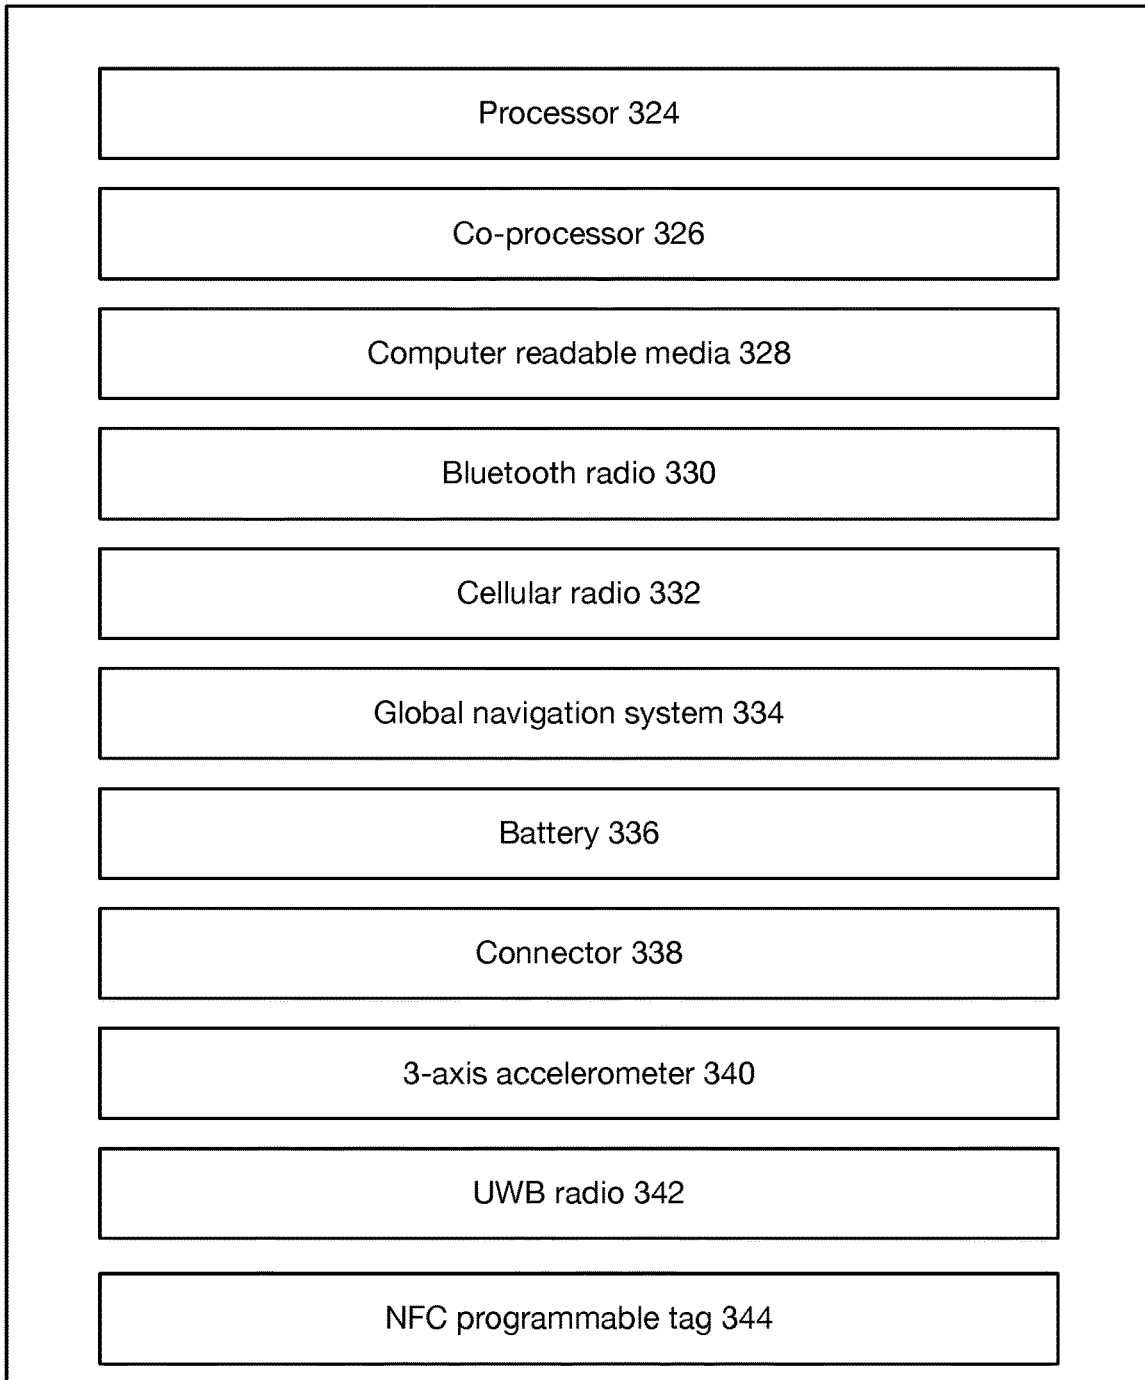 Processor 324
Co-processor 326
Computer readable media 328
Bluetooth radio 330
Cellular radio 332
Global navigation system 334
Battery 336
Connector 338
3-axis accelerometer 340
UWB radio 342
NFC programmable tag 344